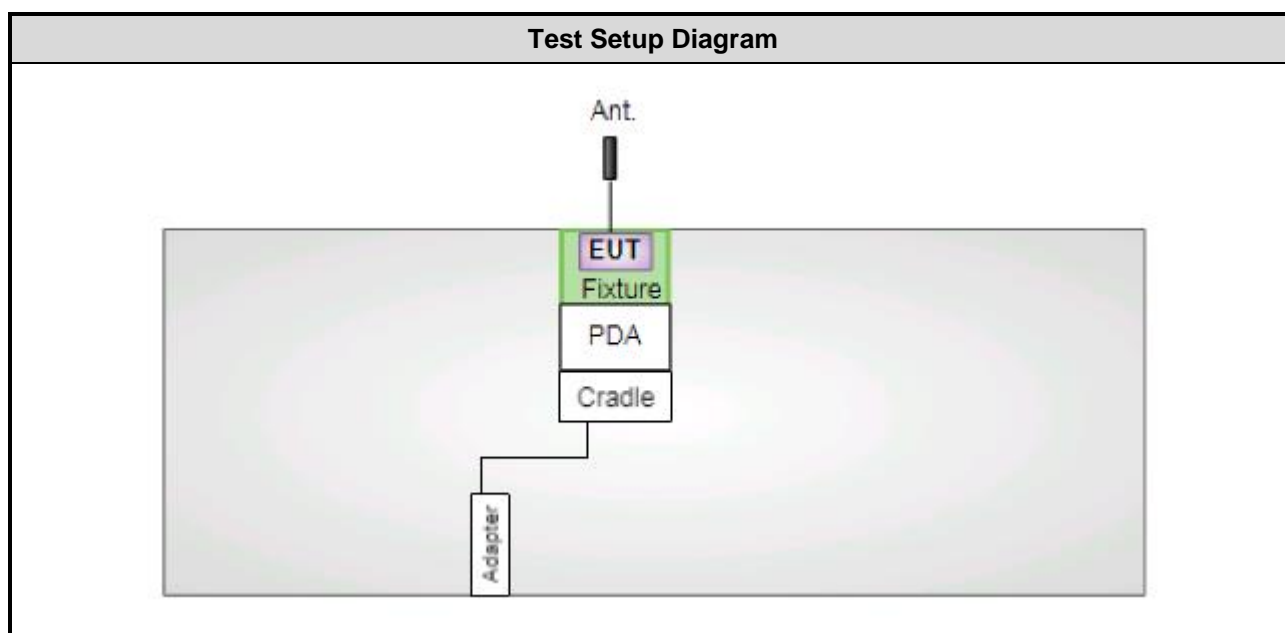 Test Setup Diagram
Ant.
EUT
Fixture
PDA
Cradle
Adapter